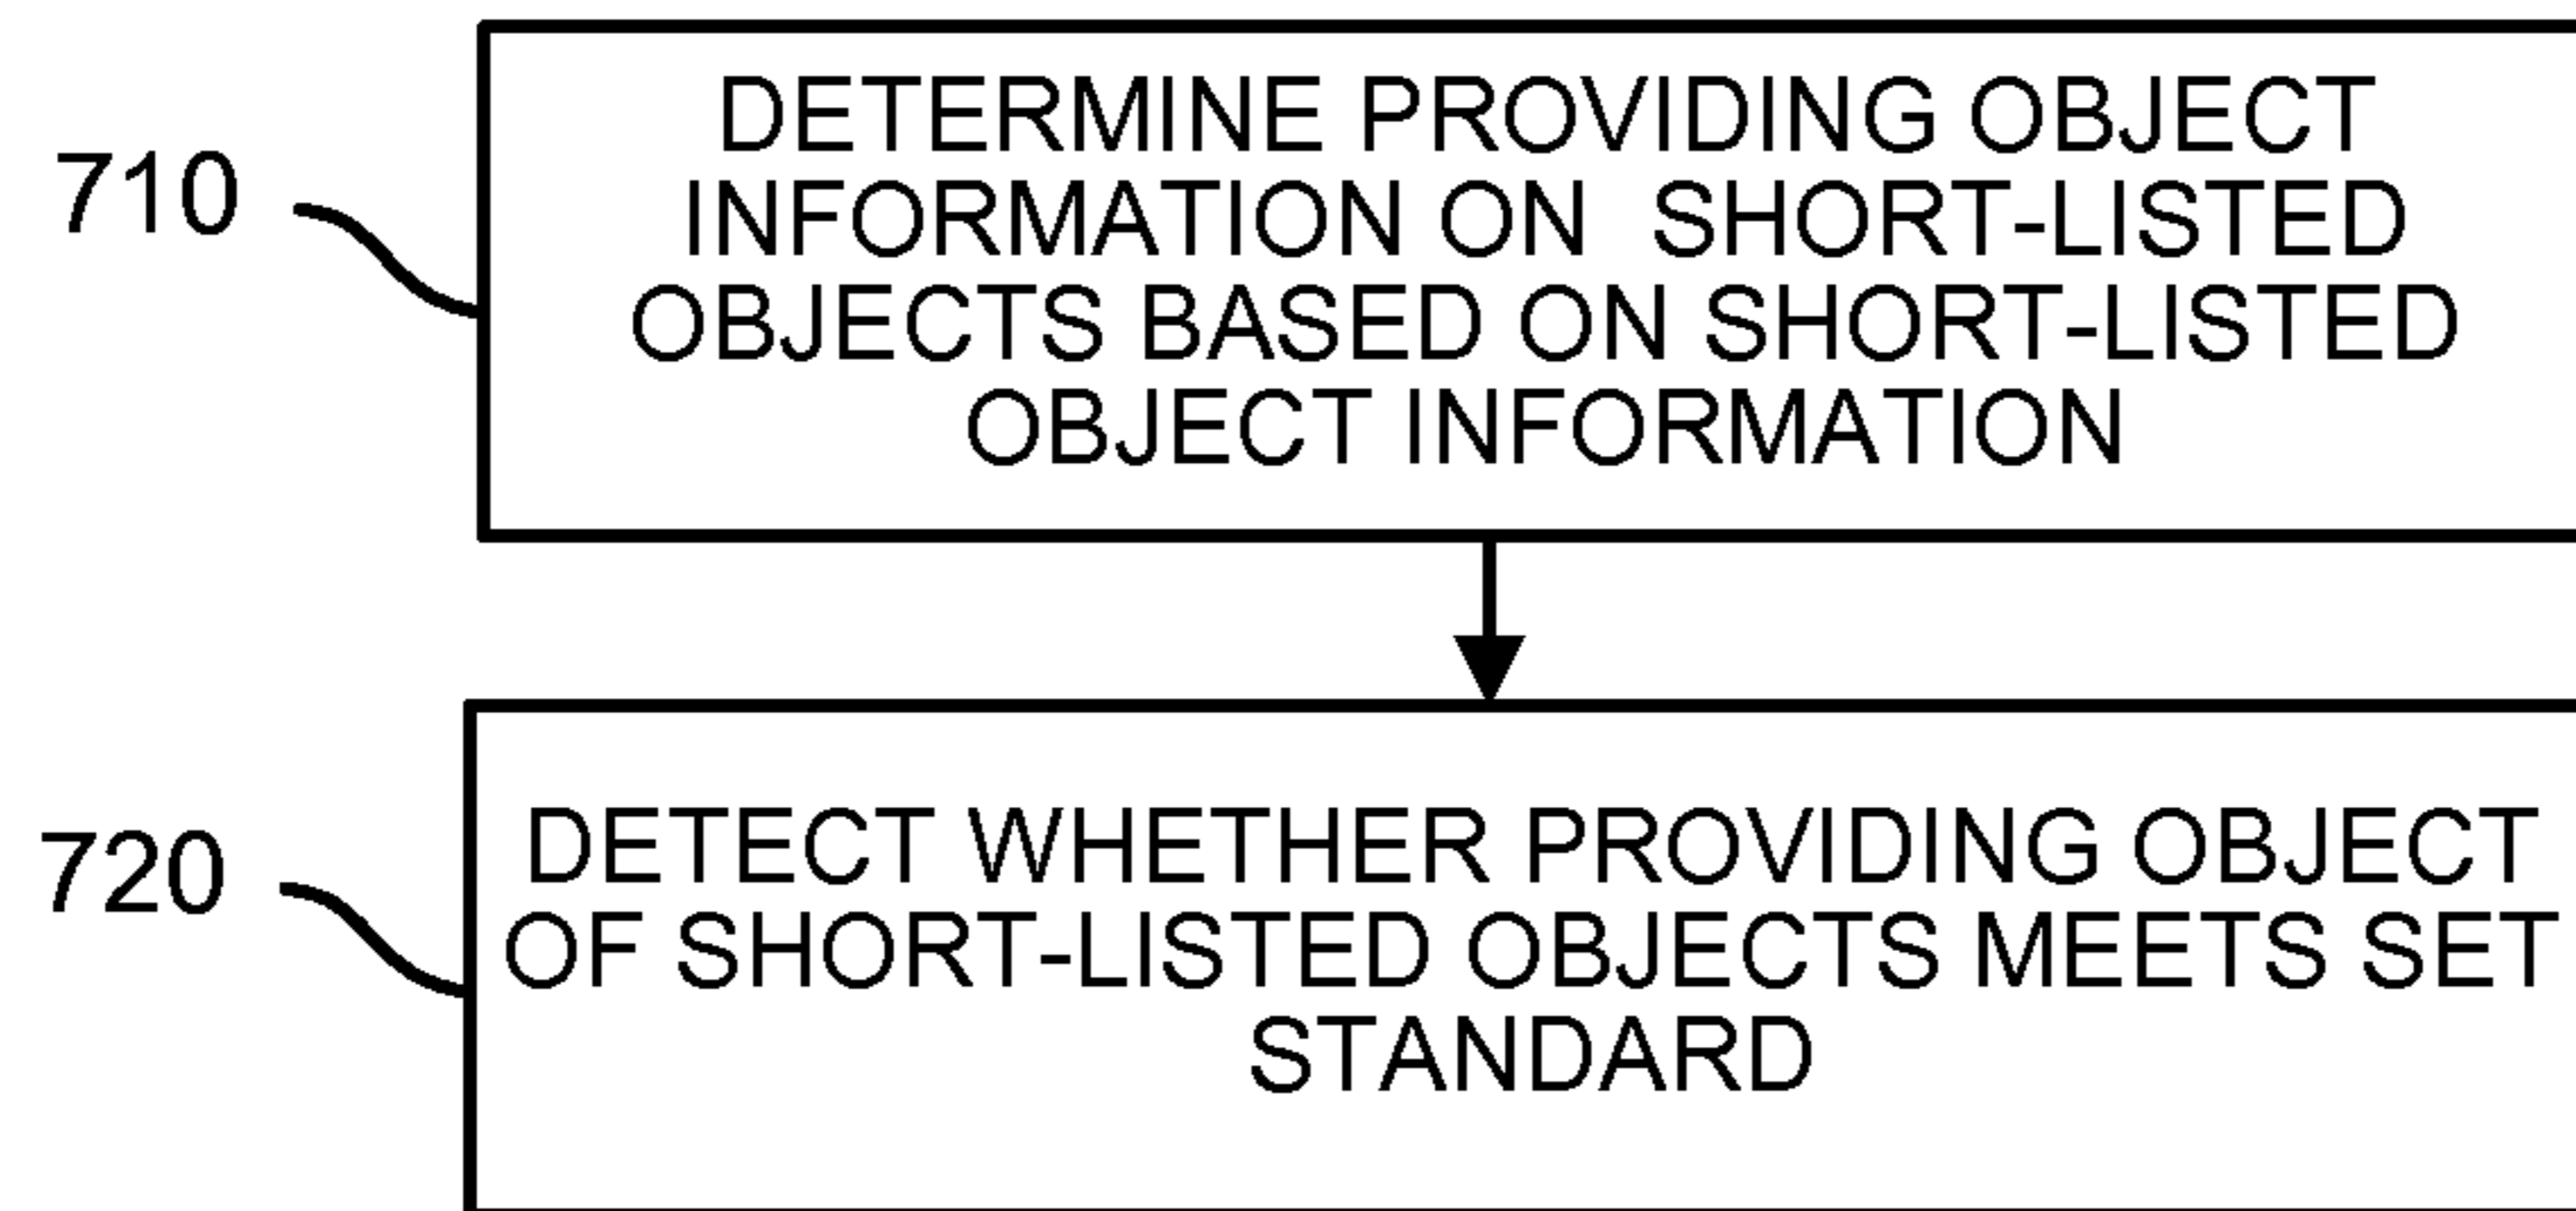 710
DETERMINE PROVIDING OBJECT
INFORMATION ON SHORT-LISTED
OBJECTS BASED ON SHORT-LISTED
OBJECT INFORMATION
720
DETECT WHETHER PROVIDING OBJECT
OF SHORT-LISTED OBJECTS MEETS SET
STANDARD